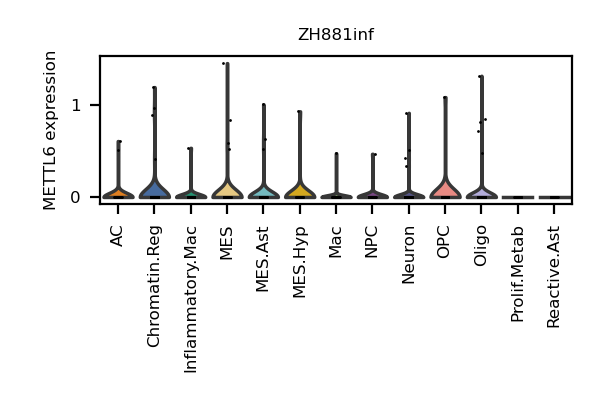 ZH881inf
METTL6 expression
1
0
AC
Chromatin.Reg
Inflammatory.Mac
MES
MES.Ast
MES.Hyp
Mac
NPC
Neuron
OPC
Oligo
Prolif.Metab
Reactive.Ast